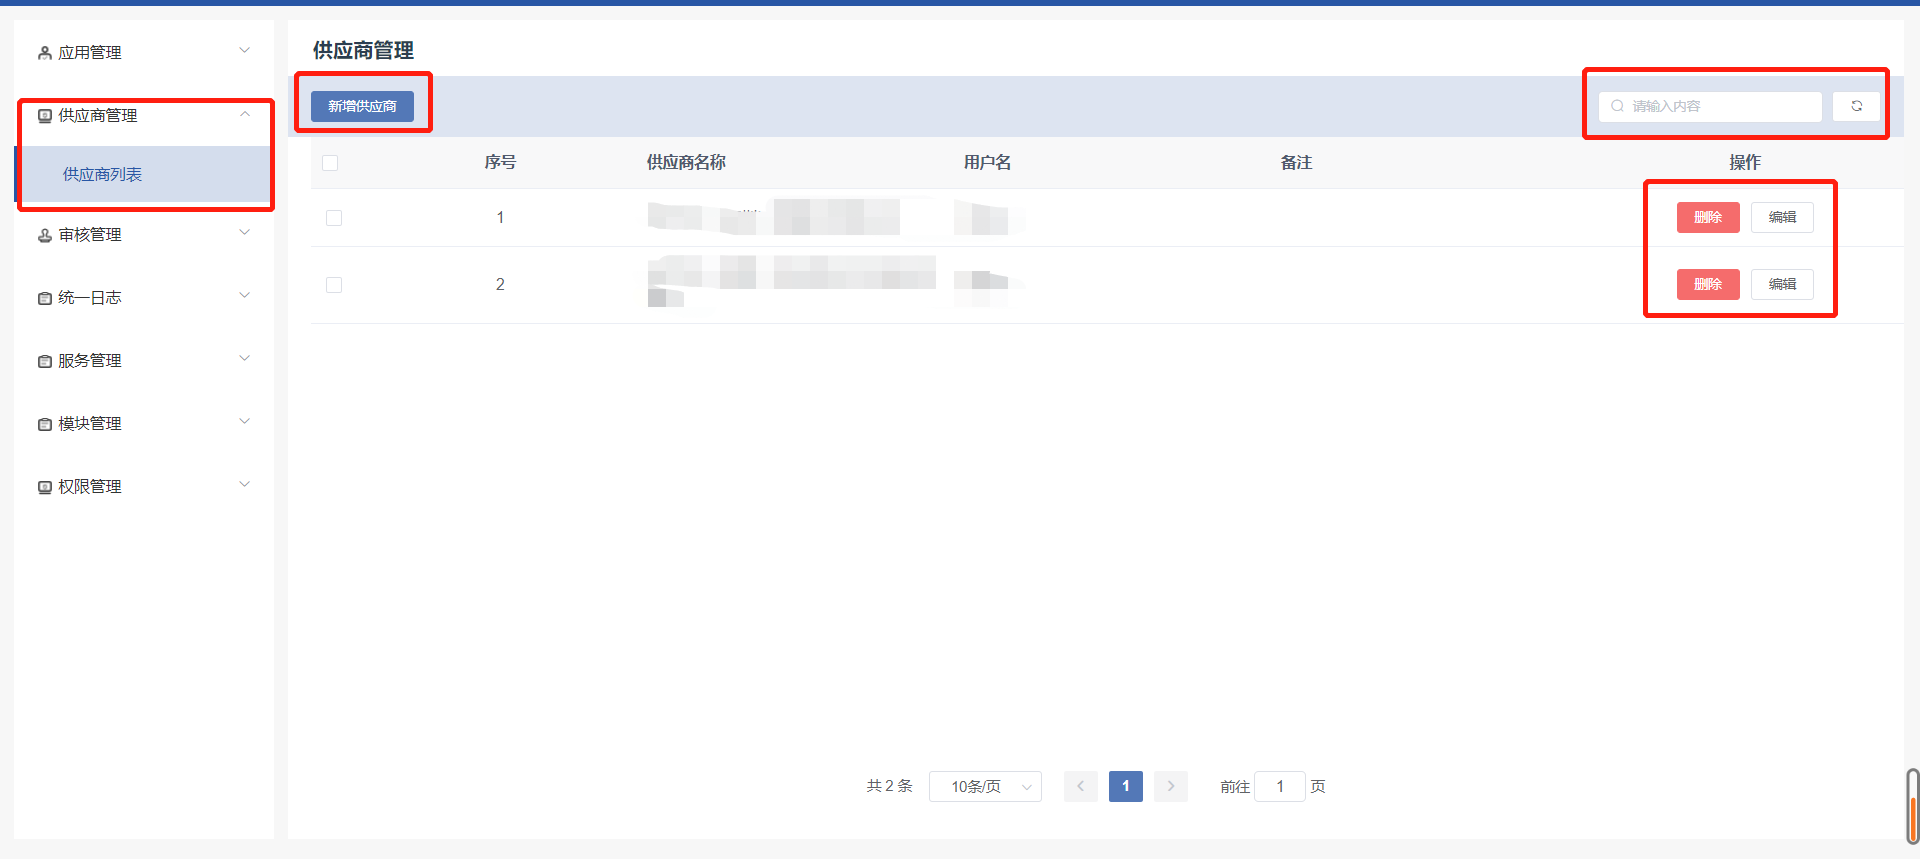 应用管理
供应商管理
供应商列表
审核管理
统一日志
服务管理
模块管理
权限管理
供应商管理
新增供应商
请输入内容
序号 供应商名称 用户名 备注 操作
1 删除 编辑
2 删除 编辑
共 2 条 10条/页 1 前往 1 页